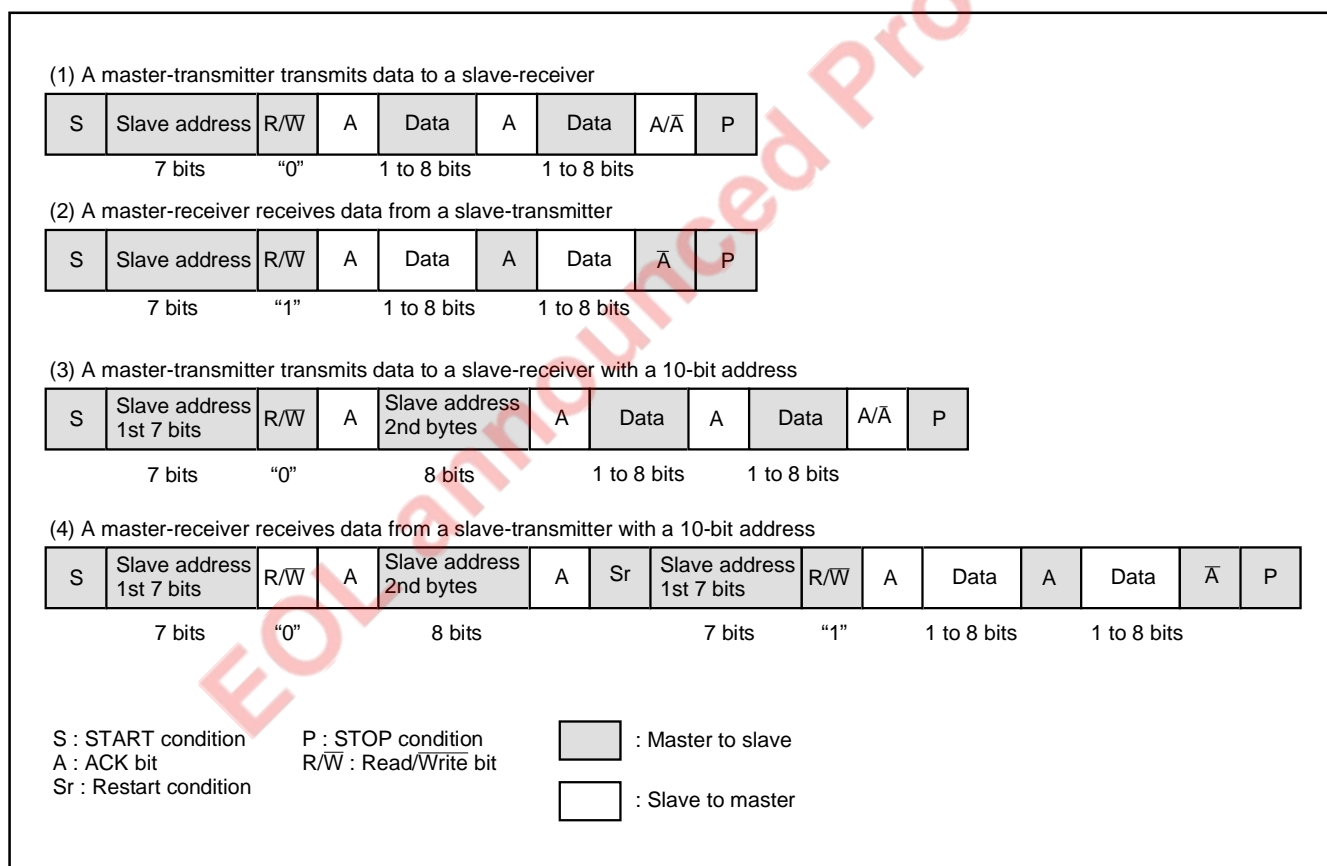 EOL announced Pro
(1) A master-transmitter transmits data to a slave-receiver
S Slave address R/W̅ A Data A Data A/A̅ P
7 bits “0” 1 to 8 bits 1 to 8 bits
(2) A master-receiver receives data from a slave-transmitter
S Slave address R/W̅ A Data A Data A̅ P
7 bits “1” 1 to 8 bits 1 to 8 bits
(3) A master-transmitter transmits data to a slave-receiver with a 10-bit address
S Slave address 1st 7 bits R/W̅ A Slave address 2nd bytes A Data A Data A/A̅ P
7 bits “0” 8 bits 1 to 8 bits 1 to 8 bits
(4) A master-receiver receives data from a slave-transmitter with a 10-bit address
S Slave address 1st 7 bits R/W̅ A Slave address 2nd bytes A Sr Slave address 1st 7 bits R/W̅ A Data A Data A̅ P
7 bits “0” 8 bits 7 bits “1” 1 to 8 bits 1 to 8 bits
S : START condition P : STOP condition : Master to slave
A : ACK bit R/W̅ : Read/W̅r̅i̅t̅e̅ bit
Sr : Restart condition
: Slave to master